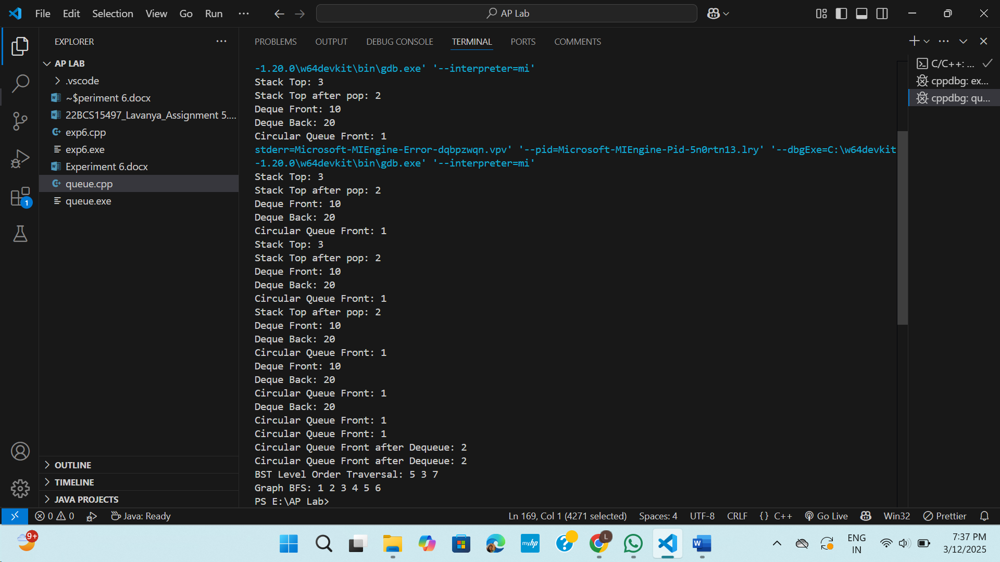 File Edit Selection View Go Run ··· AP Lab
EXPLORER ···
AP LAB
.vscode
~$periment 6.docx
22BCS15497_Lavanya_Assignment 5....
exp6.cpp
exp6.exe
Experiment 6.docx
queue.cpp
queue.exe
1
OUTLINE
TIMELINE
JAVA PROJECTS
PROBLEMS OUTPUT DEBUG CONSOLE TERMINAL PORTS COMMENTS
-1.20.0\w64devkit\bin\gdb.exe' '--interpreter=mi'
Stack Top: 3
Stack Top after pop: 2
Deque Front: 10
Deque Back: 20
Circular Queue Front: 1
stderr=Microsoft-MIEngine-Error-dqbpzwqn.vpv' '--pid=Microsoft-MIEngine-Pid-5n0rtn13.lry' '--dbgExe=C:\w64devkit
-1.20.0\w64devkit\bin\gdb.exe' '--interpreter=mi'
Stack Top: 3
Stack Top after pop: 2
Deque Front: 10
Deque Back: 20
Circular Queue Front: 1
Stack Top: 3
Stack Top after pop: 2
Deque Front: 10
Deque Back: 20
Circular Queue Front: 1
Stack Top after pop: 2
Deque Front: 10
Deque Back: 20
Circular Queue Front: 1
Deque Front: 10
Deque Back: 20
Circular Queue Front: 1
Deque Back: 20
Circular Queue Front: 1
Circular Queue Front: 1
Circular Queue Front after Dequeue: 2
Circular Queue Front after Dequeue: 2
BST Level Order Traversal: 5 3 7
Graph BFS: 1 2 3 4 5 6
PS E:\AP Lab>
C/C++: ...
cppdbg: ex...
cppdbg: qu...
0 0 Java: Ready Ln 169, Col 1 (4271 selected) Spaces: 4 UTF-8 CRLF {} C++ Go Live Win32 Prettier
9+ myhp ? L W ENG
IN
7:37 PM
3/12/2025